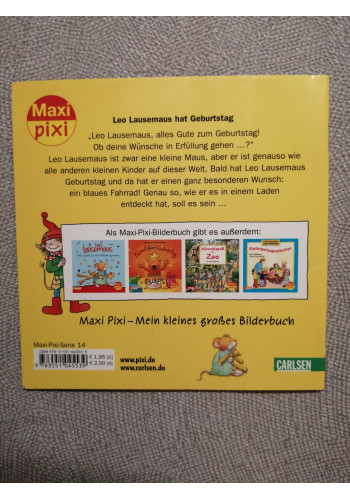 Maxi
pixi
Leo Lausemaus hat Geburtstag
„Leo Lausemaus, alles Gute zum Geburtstag!
Ob deine Wünsche in Erfüllung gehen ...?"
Leo Lausemaus ist zwar eine kleine Maus, aber er ist genauso wie
alle anderen kleinen Kinder auf dieser Welt. Bald hat Leo Lausemaus
Geburtstag und da hat er einen ganz besonderen Wunsch:
ein blaues Fahrrad! Genau so, wie er es in einem Laden
entdeckt hat, soll es sein ...
Als Maxi-Pixi-Bilderbuch gibt es außerdem:
Leo
Lausemaus
Zoo
Maxi Pixi – Mein kleines großes Bilderbuch
Maxi-Pixi-Serie 14
€ 1,95 (D)
€ 2,00 (A)
9783551045539
www.pixi.de
www.carlsen.de
CARLSEN